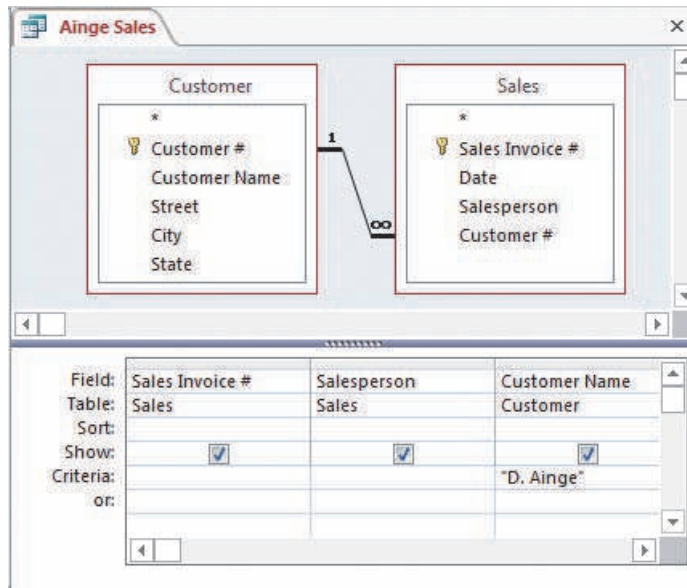 Ainge Sales
Customer
*
Customer #
Customer Name
Street
City
State
1
∞
Sales
*
Sales Invoice #
Date
Salesperson
Customer #
Field: Sales Invoice # Salesperson Customer Name
Table: Sales Sales Customer
Sort:
Show:
Criteria: "D. Ainge"
or: